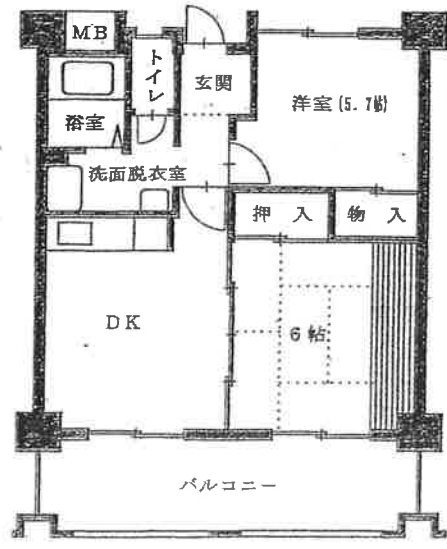 MB
トイレ
玄関
洋室(5.7帖)
浴室
洗面脱衣室
押 入
物 入
DK
6帖
バルコニー